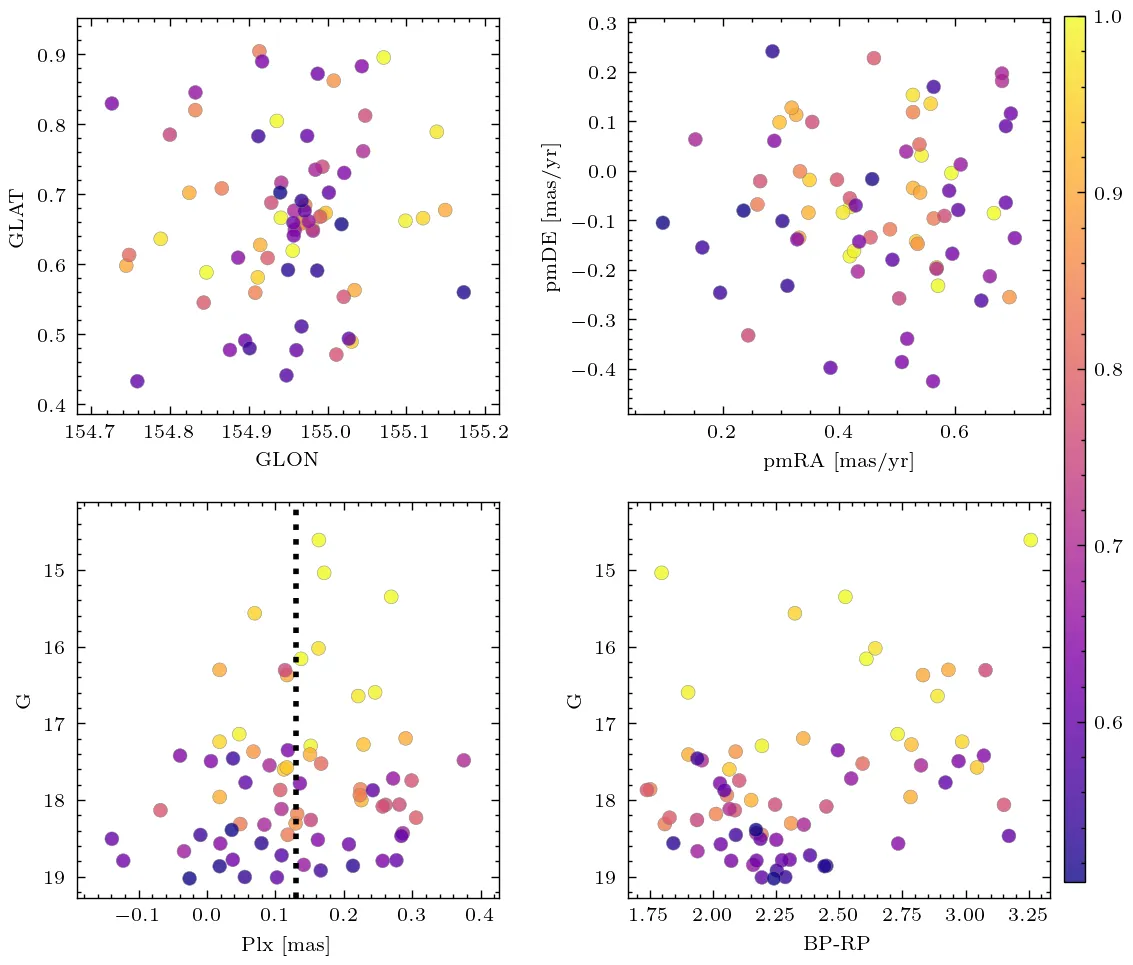 0.9
0.8
0.7
0.6
0.5
0.4
GLAT
154.7 154.8 154.9 155.0 155.1 155.2
GLON
0.3
0.2
0.1
0.0
−0.1
−0.2
−0.3
−0.4
pmDE [mas/yr]
0.2 0.4 0.6
pmRA [mas/yr]
1.0
0.9
0.8
0.7
0.6
15
16
17
18
19
G
−0.1 0.0 0.1 0.2 0.3 0.4
Plx [mas]
15
16
17
18
19
G
1.75 2.00 2.25 2.50 2.75 3.00 3.25
BP-RP